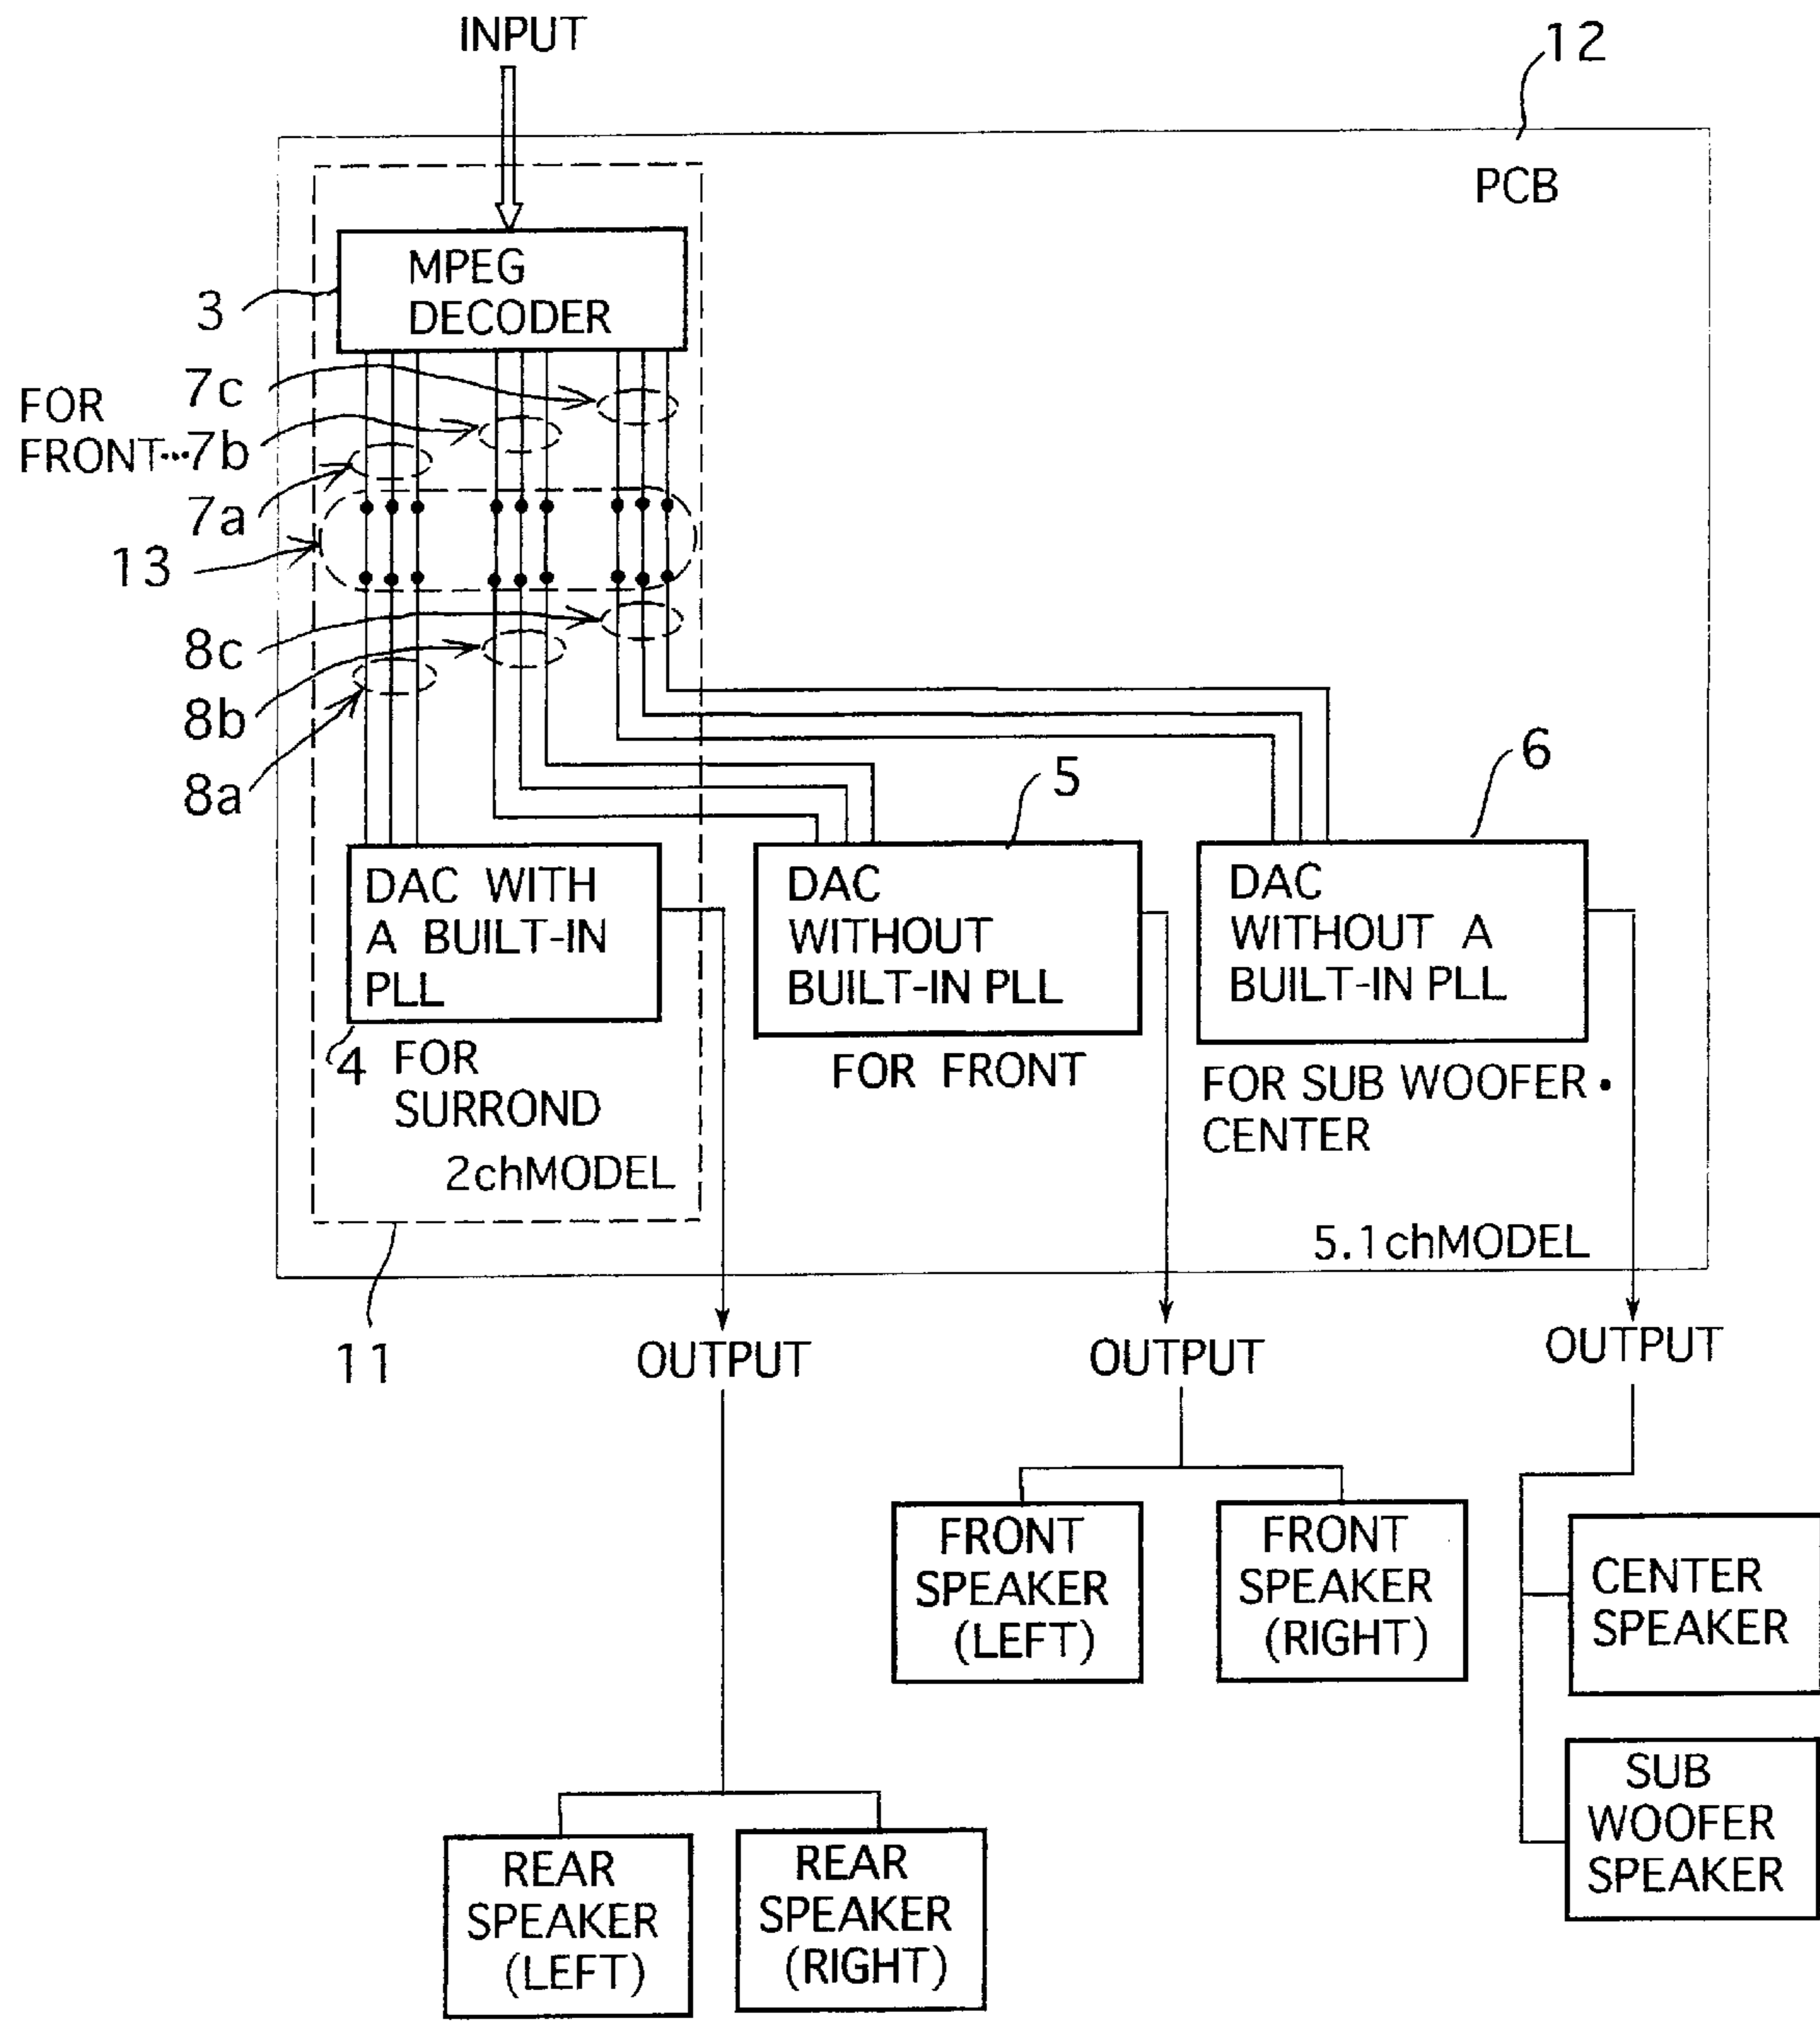 INPUT
12
PCB
MPEG
DECODER
3
7c
FOR
FRONT···7b
7a
13
8c
8b
8a
5
6
DAC WITH
A BUILT-IN
PLL
DAC
WITHOUT
BUILT-IN PLL
DAC
WITHOUT A
BUILT-IN PLL
4 FOR
SURROND
FOR FRONT
FOR SUB WOOFER •
CENTER
2chMODEL
5.1chMODEL
11
OUTPUT
OUTPUT
OUTPUT
FRONT
SPEAKER
(LEFT)
FRONT
SPEAKER
(RIGHT)
CENTER
SPEAKER
SUB
WOOFER
SPEAKER
REAR
SPEAKER
(LEFT)
REAR
SPEAKER
(RIGHT)